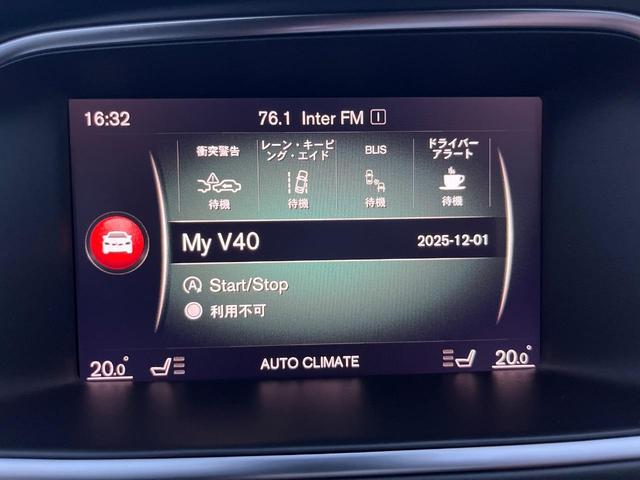 16:32 76.1 Inter FM I
衝突警告 レーン・キーピ BLIS ドライバー
ング・エイド アラート
待機 待機 待機 待機
My V40 2025-12-01
A Start/Stop
利用不可
20.0° AUTO CLIMATE 20.0°